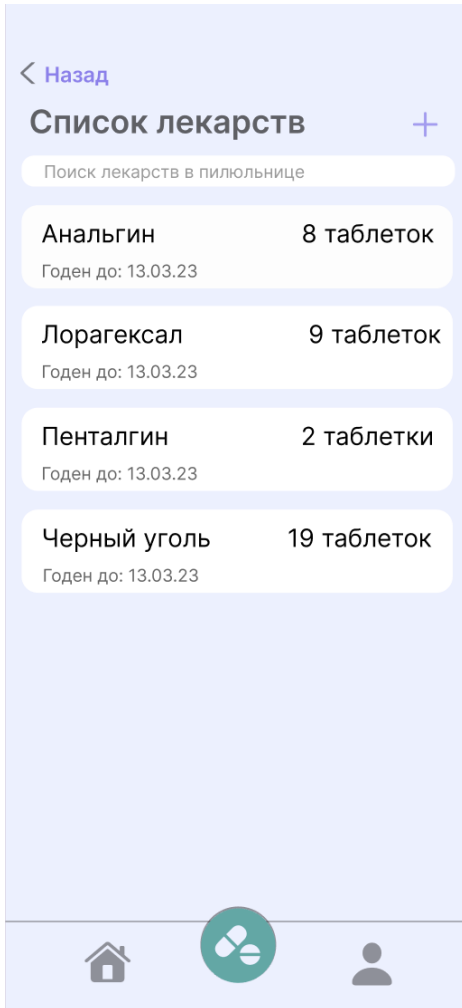 Назад
Список лекарств
Поиск лекарств в пилюльнице
Анальгин 8 таблеток
Годен до: 13.03.23
Лорагексал 9 таблеток
Годен до: 13.03.23
Пенталгин 2 таблетки
Годен до: 13.03.23
Черный уголь 19 таблеток
Годен до: 13.03.23